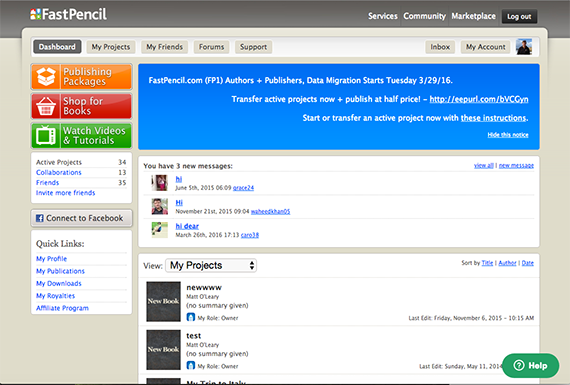 FastPencil
Services Community Marketplace Log out
Dashboard My Projects My Friends Forums Support Inbox My Account
Publishing
Packages
Shop for
Books
Watch Videos
& Tutorials
Active Projects 34
Collaborations 13
Friends 35
Invite more friends
Connect to Facebook
Quick Links:
My Profile
My Publications
My Downloads
My Royalties
Affiliate Program
FastPencil.com (FP1) Authors + Publishers, Data Migration Starts Tuesday 3/29/16.
Transfer active projects now + publish at half price! - http://eepurl.com/bVCGyn
Start or transfer an active project now with these instructions.
Hide this notice
You have 3 new messages: view all | new message
hi
June 5th, 2015 06:09 grace24
Hi
November 21st, 2015 09:04 waheedkhan05
hi dear
March 26th, 2016 17:13 caro38
View: My Projects Sort by Title | Author | Date
New Book
newwww
Matt O'Leary
(no summary given)
My Role: Owner Last Edit: Friday, November 6, 2015 - 10:15 AM
New Book
test
Matt O'Leary
(no summary given)
My Role: Owner Last Edit: Sunday, May 11, 2014
My Trip to Italy
Help